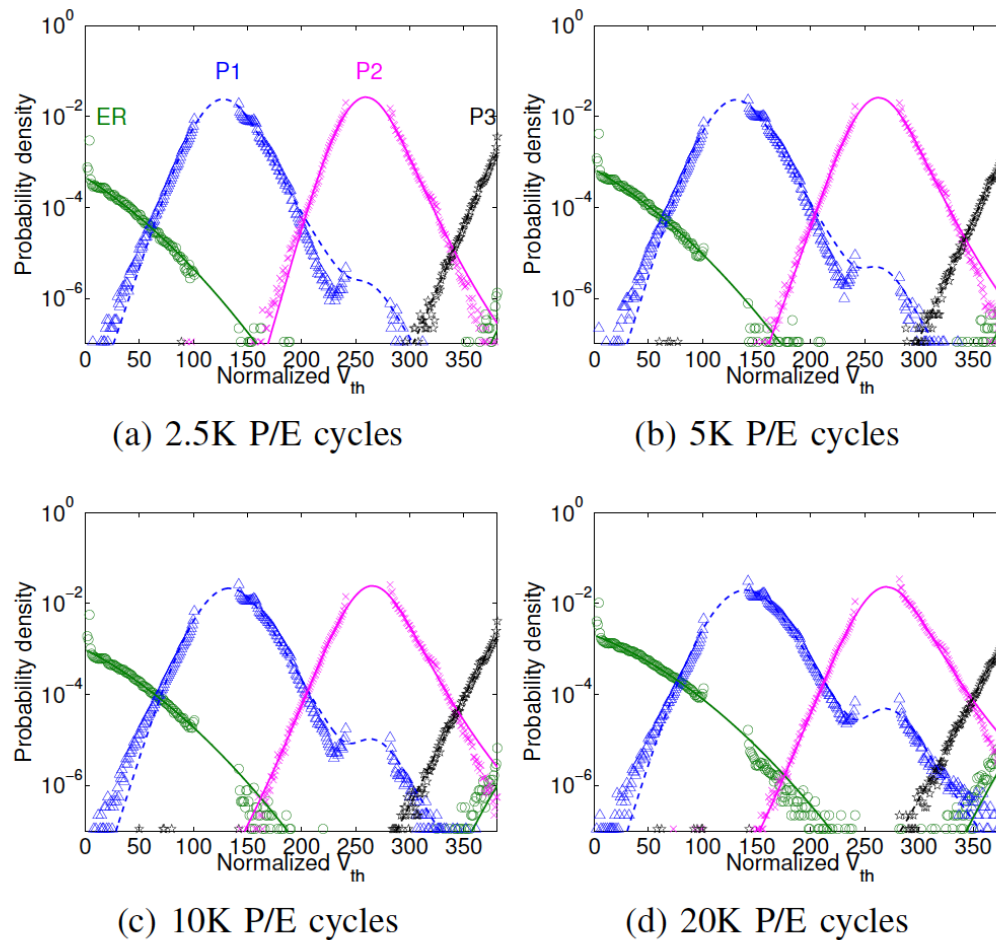 10^0
10^-2
10^-4
10^-6
Probability density
ER
P1
P2
P3
0 50 100 150 200 250 300 350
Normalized V_th
(a) 2.5K P/E cycles
10^0
10^-2
10^-4
10^-6
Probability density
0 50 100 150 200 250 300 350
Normalized V_th
(b) 5K P/E cycles
10^0
10^-2
10^-4
10^-6
Probability density
0 50 100 150 200 250 300 350
Normalized V_th
(c) 10K P/E cycles
10^0
10^-2
10^-4
10^-6
Probability density
0 50 100 150 200 250 300 350
Normalized V_th
(d) 20K P/E cycles